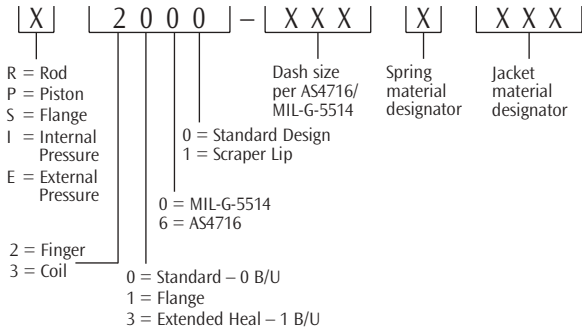 X 2 0 0 0 – X X X X X X X
R = Rod
P = Piston
S = Flange
I = Internal
Pressure
E = External
Pressure
Dash size
per AS4716/
MIL-G-5514
Spring
material
designator
Jacket
material
designator
0 = Standard Design
1 = Scraper Lip
0 = MIL-G-5514
6 = AS4716
2 = Finger
3 = Coil
0 = Standard – 0 B/U
1 = Flange
3 = Extended Heal – 1 B/U